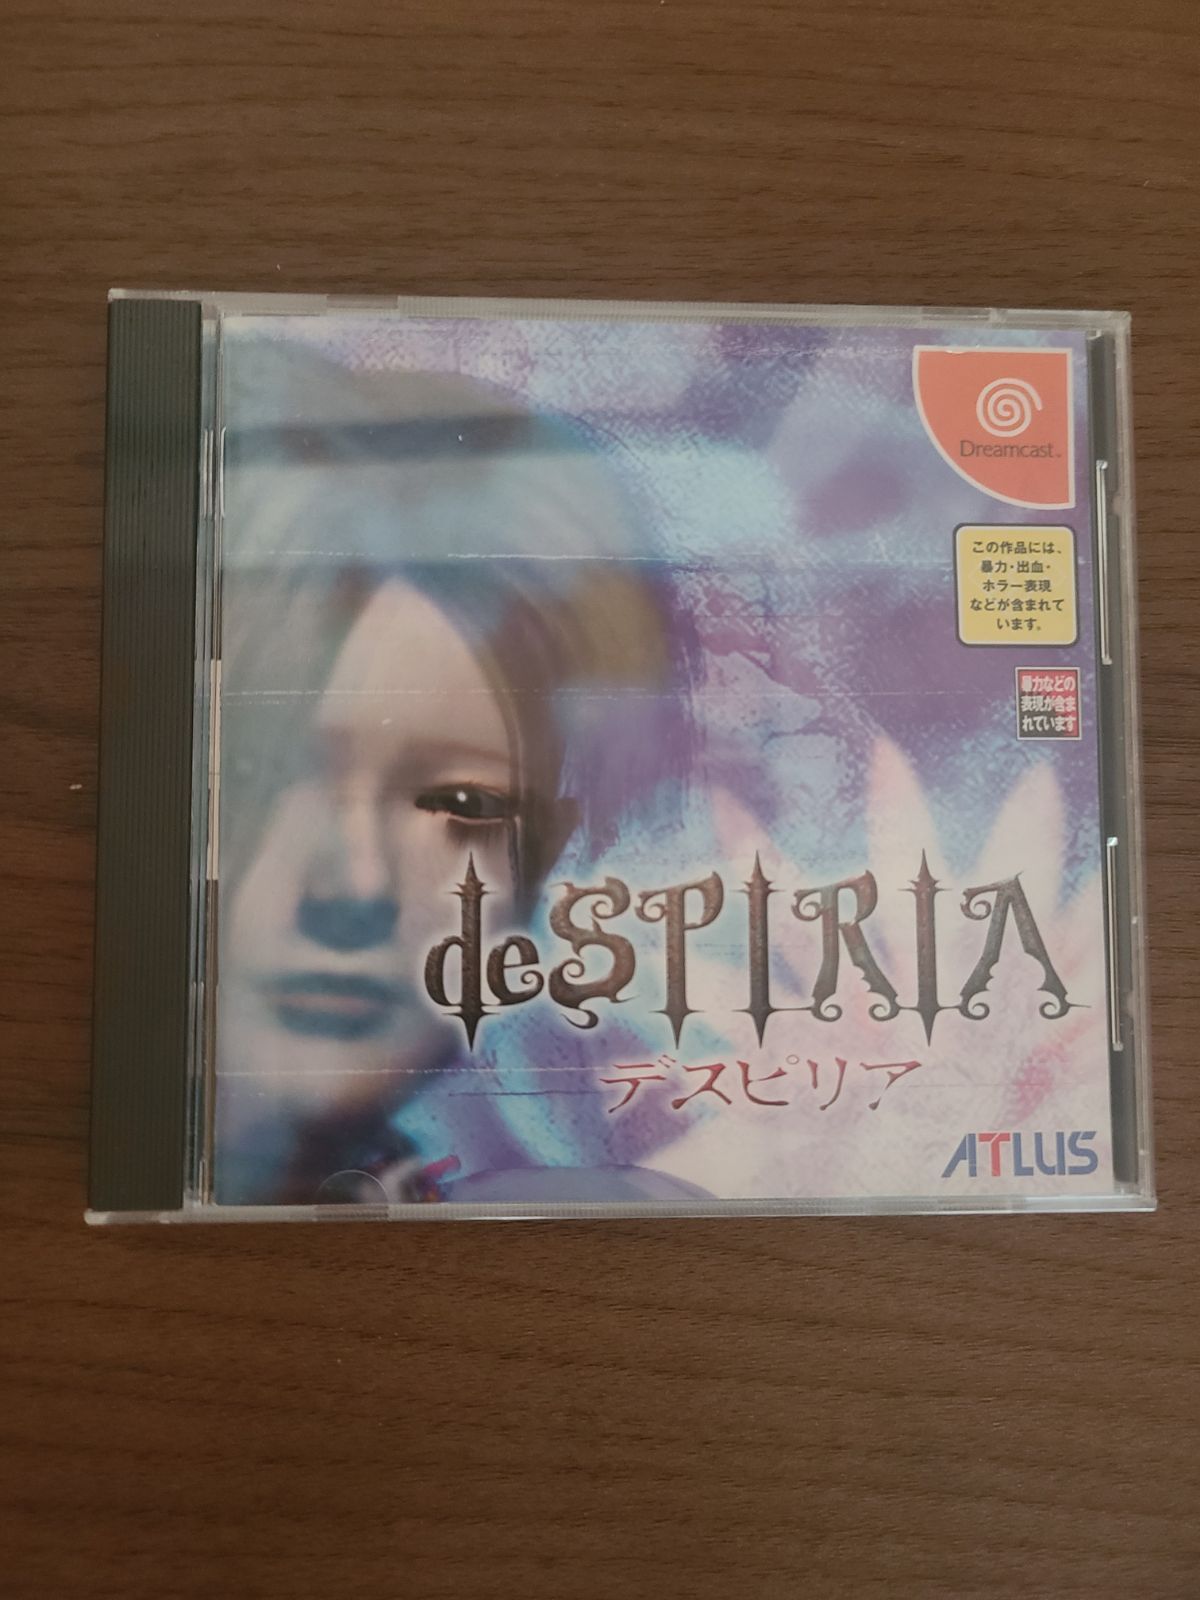 Dreamcast™
この作品には、
暴力・出血・
ホラー表現
などが含まれて
います。
暴力などの
表現が含ま
れています
deSPIRIA
デスピリア
ATLUS